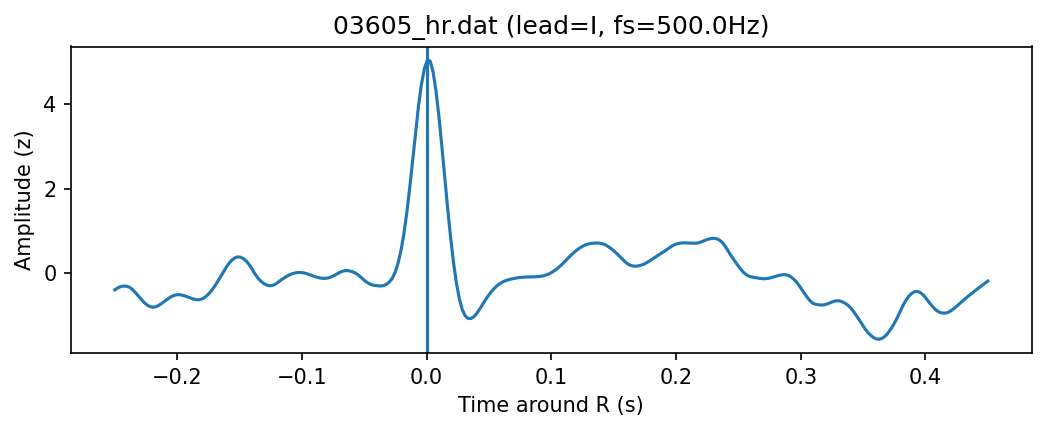 03605_hr.dat (lead=I, fs=500.0Hz)
Amplitude (z)
4
2
0
−0.2 −0.1 0.0 0.1 0.2 0.3 0.4
Time around R (s)